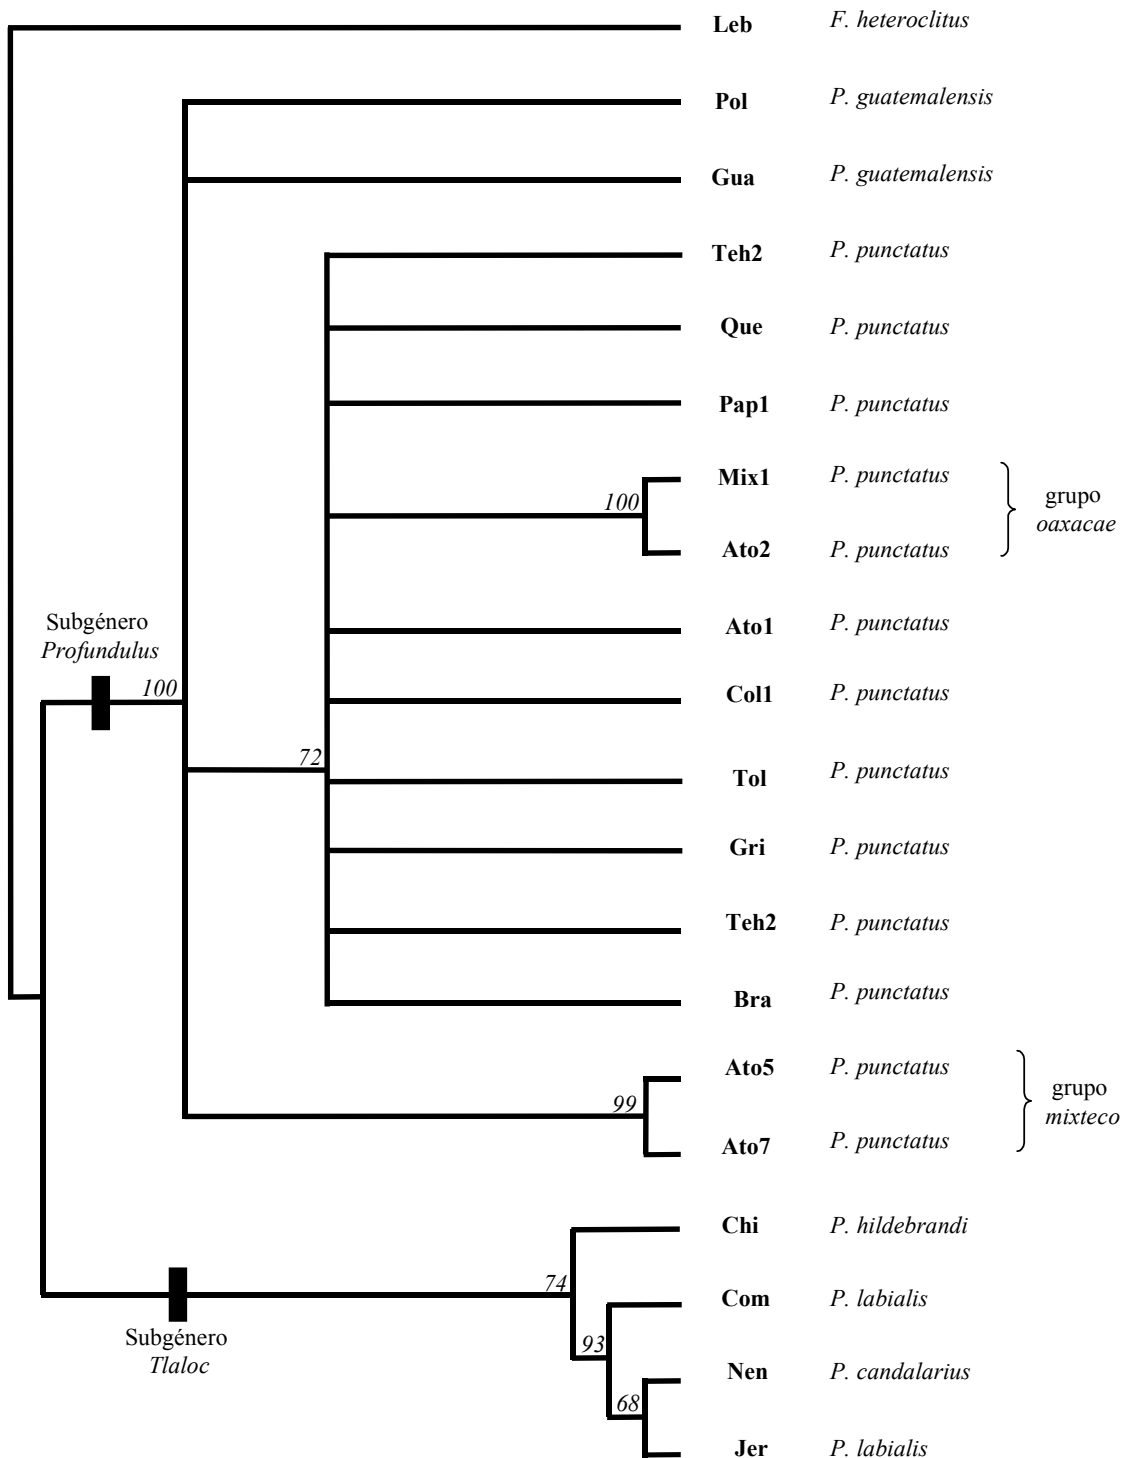 Leb F. heteroclitus
Pol P. guatemalensis
Gua P. guatemalensis
Teh2 P. punctatus
Que P. punctatus
Pap1 P. punctatus
Mix1 P. punctatus
100
grupo
oaxacae
Ato2 P. punctatus
Subgénero
Profundulus
Ato1 P. punctatus
100
Col1 P. punctatus
72
Tol P. punctatus
Gri P. punctatus
Teh2 P. punctatus
Bra P. punctatus
Ato5 P. punctatus
99
grupo
mixteco
Ato7 P. punctatus
Chi P. hildebrandi
74
Com P. labialis
Subgénero
Tlaloc
93
Nen P. candalarius
68
Jer P. labialis